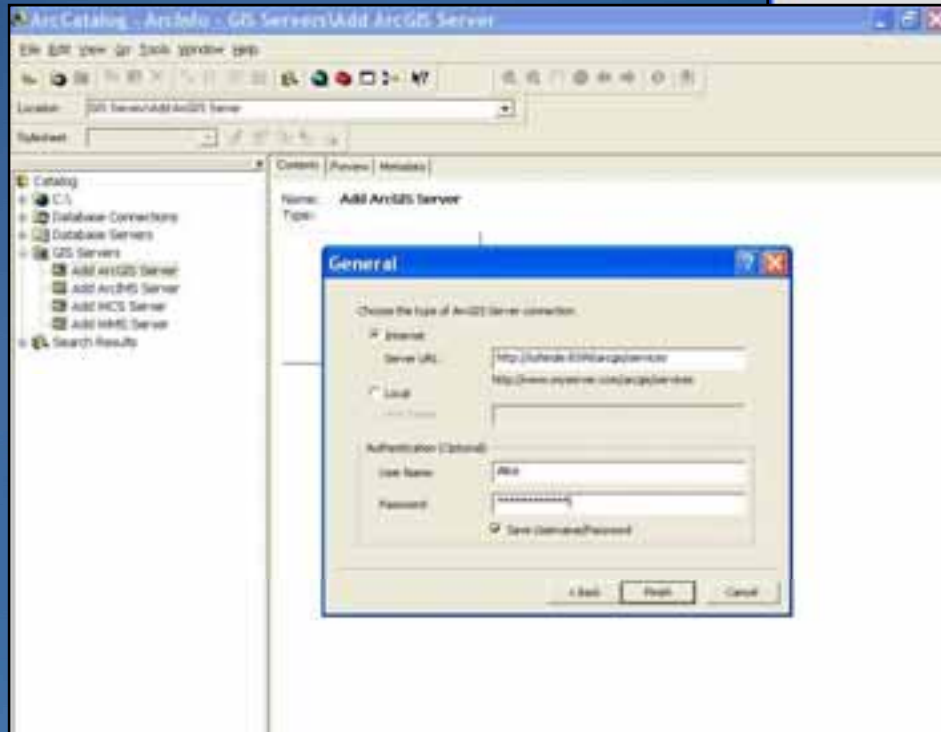 ArcCatalog - ArcInfo - GIS Servers\Add ArcGIS Server
File Edit View Go Tools Window Help
Location: GIS Servers\Add ArcGIS Server
Stylesheet:
Contents Preview Metadata
Catalog
C:\
Database Connections
Database Servers
GIS Servers
Add ArcGIS Server
Add ArcIMS Server
Add WCS Server
Add WMS Server
Search Results
Name: Add ArcGIS Server
Type:
General
Choose the type of ArcGIS Server connection:
Internet
Server URL:
http://www.myserver.com/arcgis/services
Local
Host Name:
Authentication (Optional)
User Name:
Password:
Save Username/Password
< Back Finish Cancel